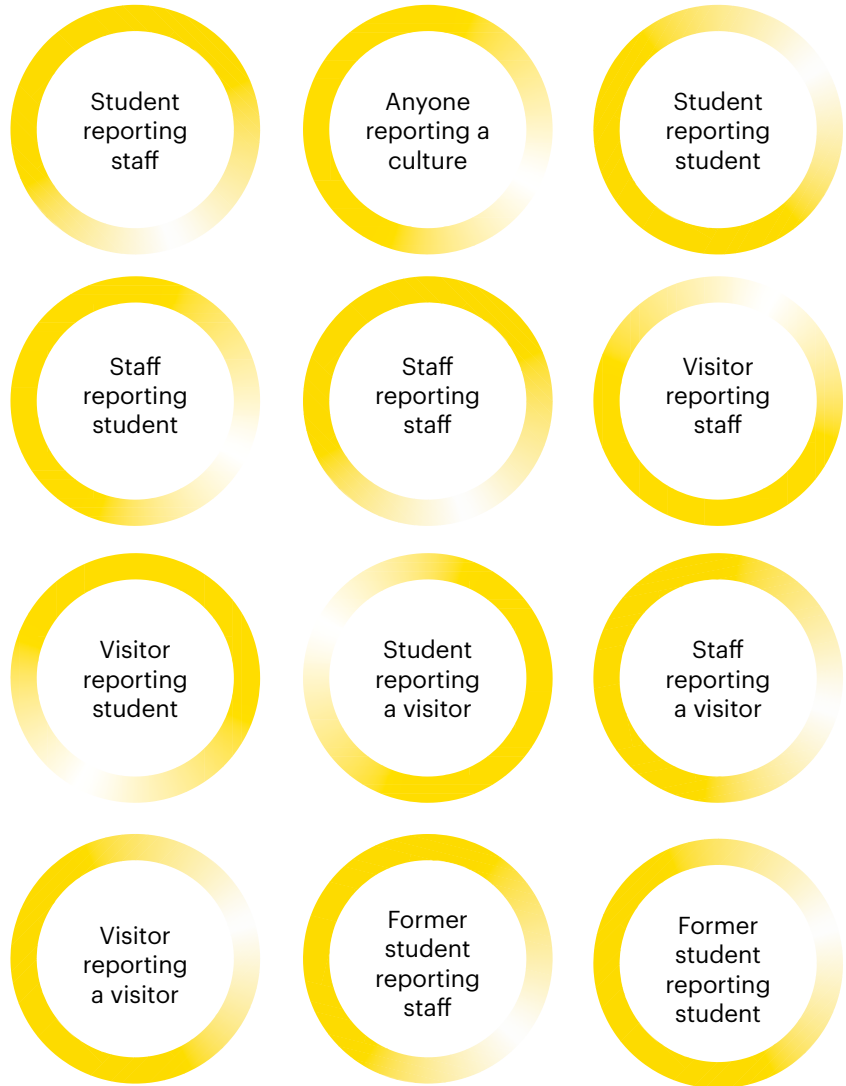 Student
reporting
staff
Anyone
reporting a
culture
Student
reporting
student
Staff
reporting
student
Staff
reporting
staff
Visitor
reporting
staff
Visitor
reporting
student
Student
reporting
a visitor
Staff
reporting
a visitor
Visitor
reporting
a visitor
Former
student
reporting
staff
Former
student
reporting
student